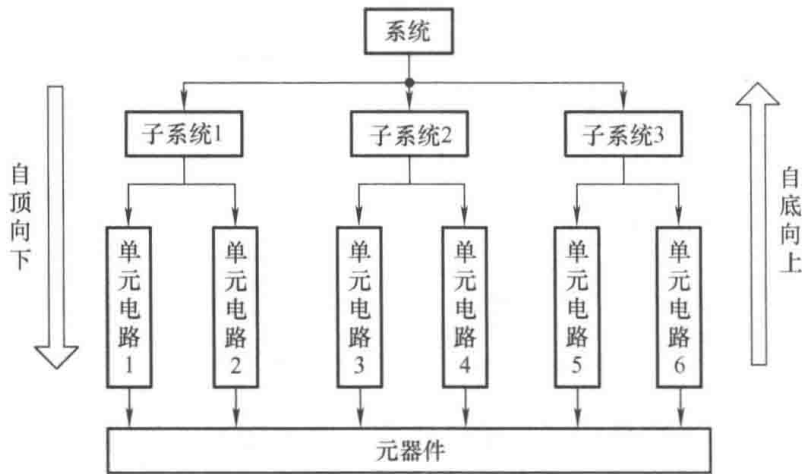 系统
子系统1
子系统2
子系统3
自顶向下
单元电路1
单元电路2
单元电路3
单元电路4
单元电路5
单元电路6
自底向上
元器件